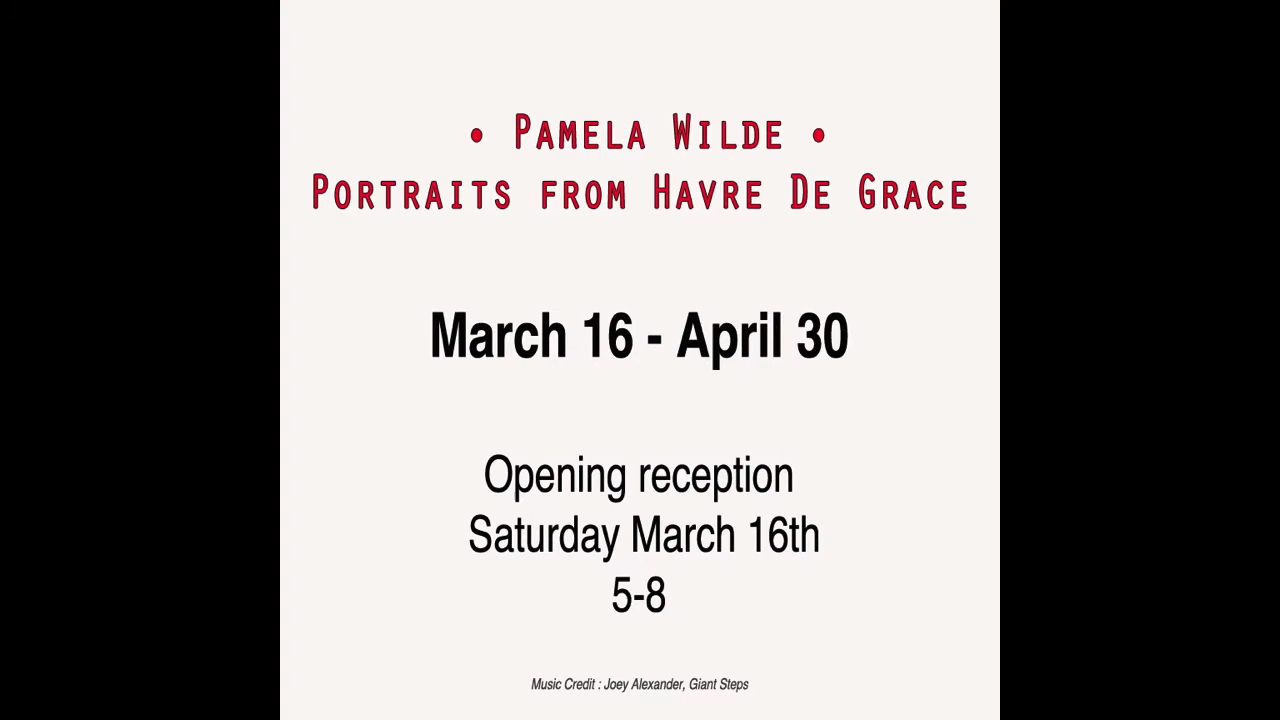 • Pamela Wilde •
Portraits from Havre De Grace
March 16 - April 30
Opening reception
Saturday March 16th
5-8
Music Credit : Joey Alexander, Giant Steps